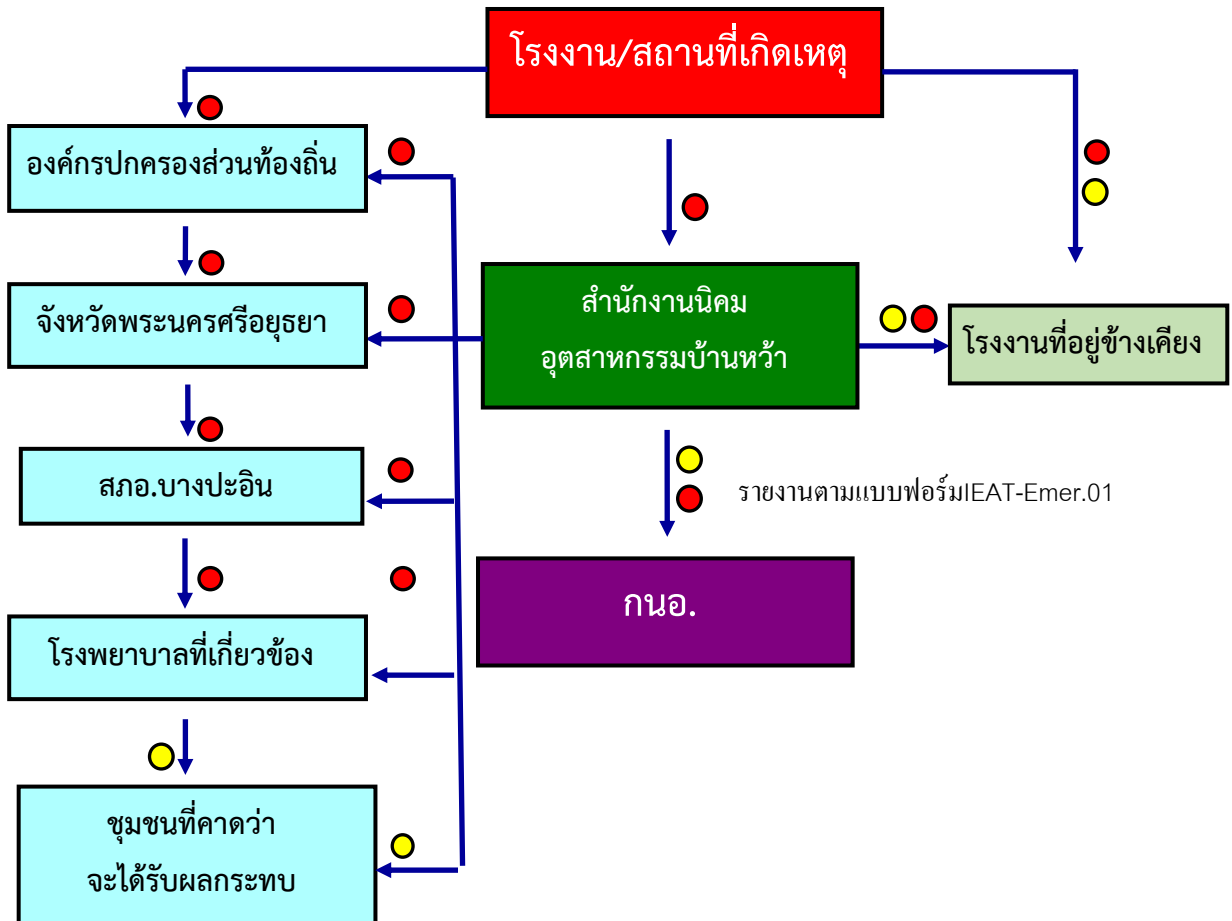 โรงงาน/สถานที่เกิดเหตุ
องค์กรปกครองส่วนท้องถิ่น
จังหวัดพระนครศรีอยุธยา
สำนักงานนิคม
อุตสาหกรรมบ้านหว้า
โรงงานที่อยู่ข้างเคียง
สภอ.บางปะอิน
รายงานตามแบบฟอร์มIEAT-Emer.01
กนอ.
โรงพยาบาลที่เกี่ยวข้อง
ชุมชนที่คาดว่า
จะได้รับผลกระทบ